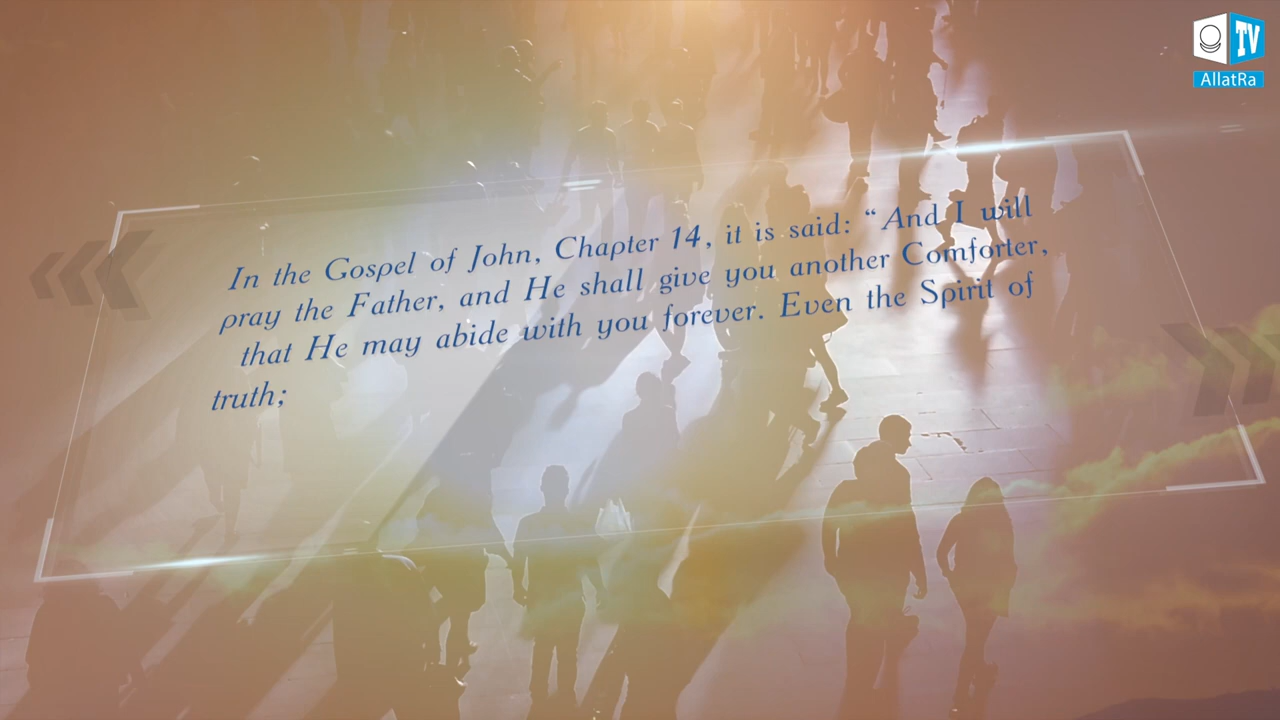 In the Gospel of John, Chapter 14, it is said: “And I will
pray the Father, and He shall give you another Comforter,
that He may abide with you forever. Even the Spirit of
truth;
TV
AllatRa